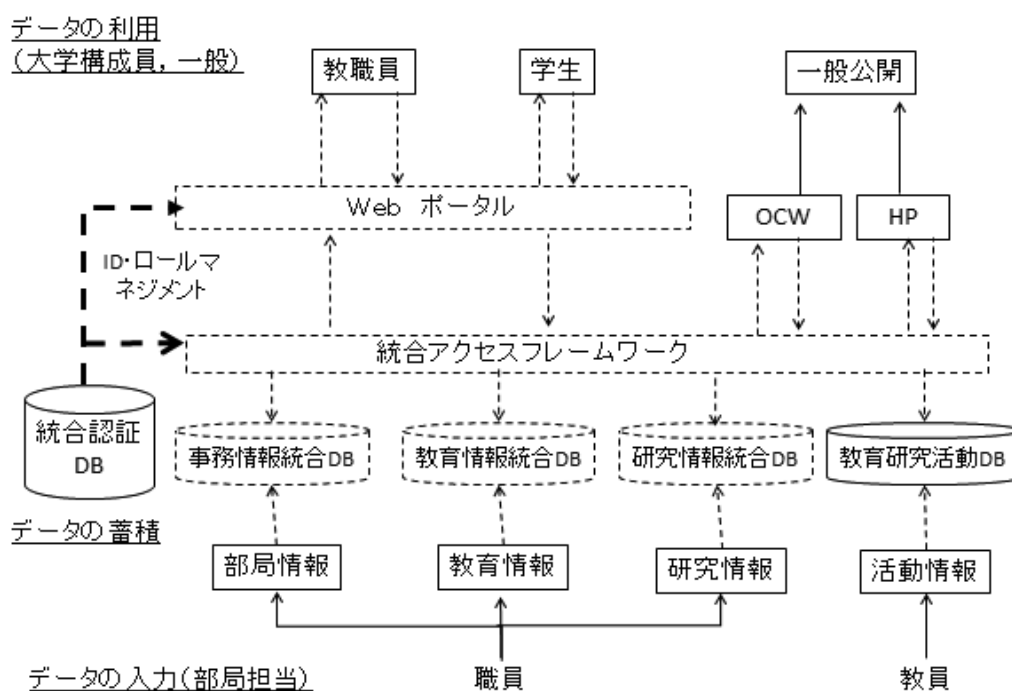 データの利用
(大学構成員, 一般)
教職員
学生
一般公開
Web ポータル
OCW
HP
ID・ロールマ
ネジメント
統合アクセスフレームワーク
統合認証
DB
事務情報統合DB
教育情報統合DB
研究情報統合DB
教育研究活動DB
データの蓄積
部局情報
教育情報
研究情報
活動情報
データの入力(部局担当)
職員
教員